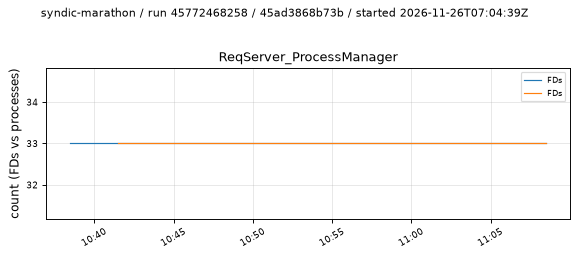 syndic-marathon / run 45772468258 / 45ad3868b73b / started 2026-11-26T07:04:39Z
ReqServer_ProcessManager
count (FDs vs processes)
34
33
32
FDs
FDs
10:40
10:45
10:50
10:55
11:00
11:05